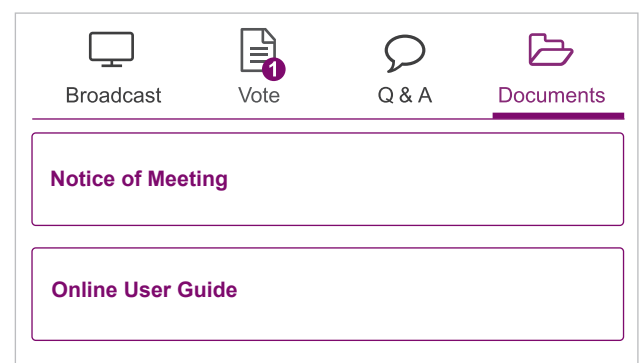 1
Broadcast Vote Q & A Documents
Notice of Meeting
Online User Guide